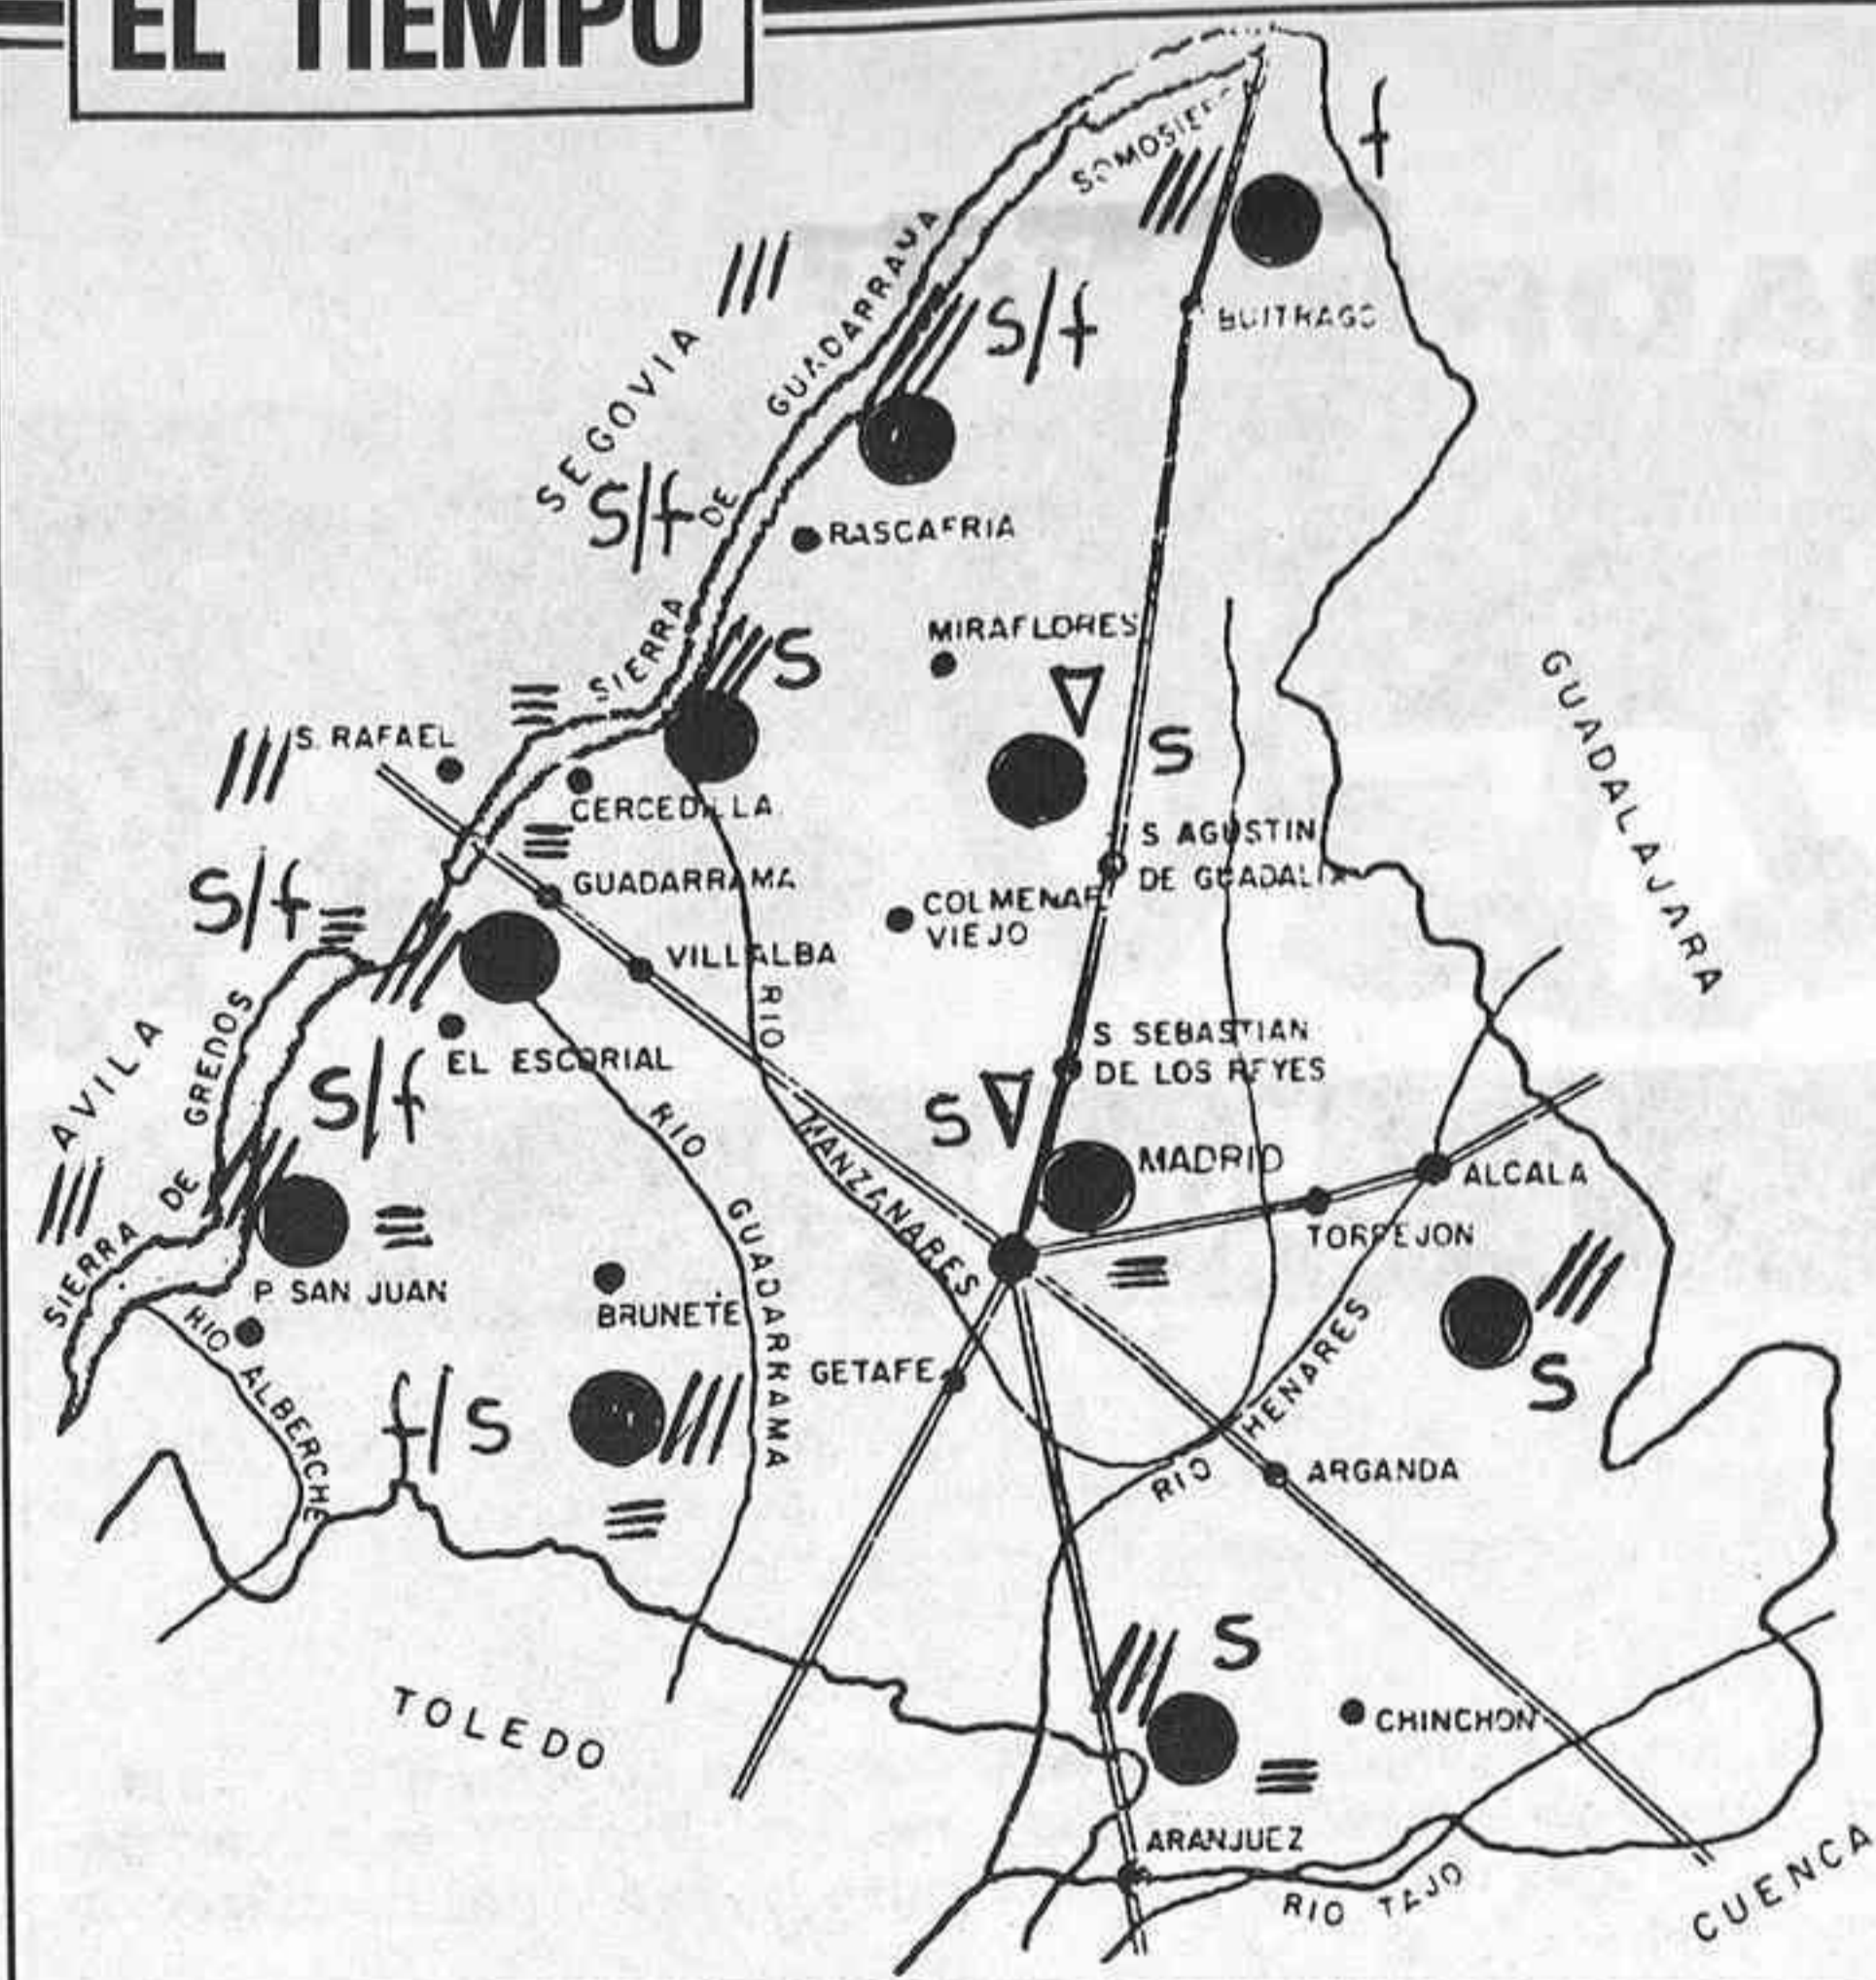 EL TIEMPO
f
SOMOSIER
BUITRAGO
S/f
SEGOVIA
SIERRA DE GUADARRAMA
S/f
RASCAFRIA
MIRAFLORES
S
S
S. RAFAEL
CERCEDILLA
GUADARRAMA
S AGUSTIN
DE GUADALIX
GUADALAJARA
S/f
COLMENAR
VIEJO
VILLALBA
S SEBASTIAN
DE LOS REYES
EL ESCORIAL
AVILA
SIERRA DE GREDOS
S/f
S
MADRID
ALCALA
TORREJON
RIO MANZANARES
RIO GUADARRAMA
P SAN JUAN
BRUNETE
RIO ALBERCHE
GETAFE
f/S
S
RIO HENARES
ARGANDA
S
TOLEDO
CHINCHON
ARANJUEZ
RIO TAJO
CUENCA